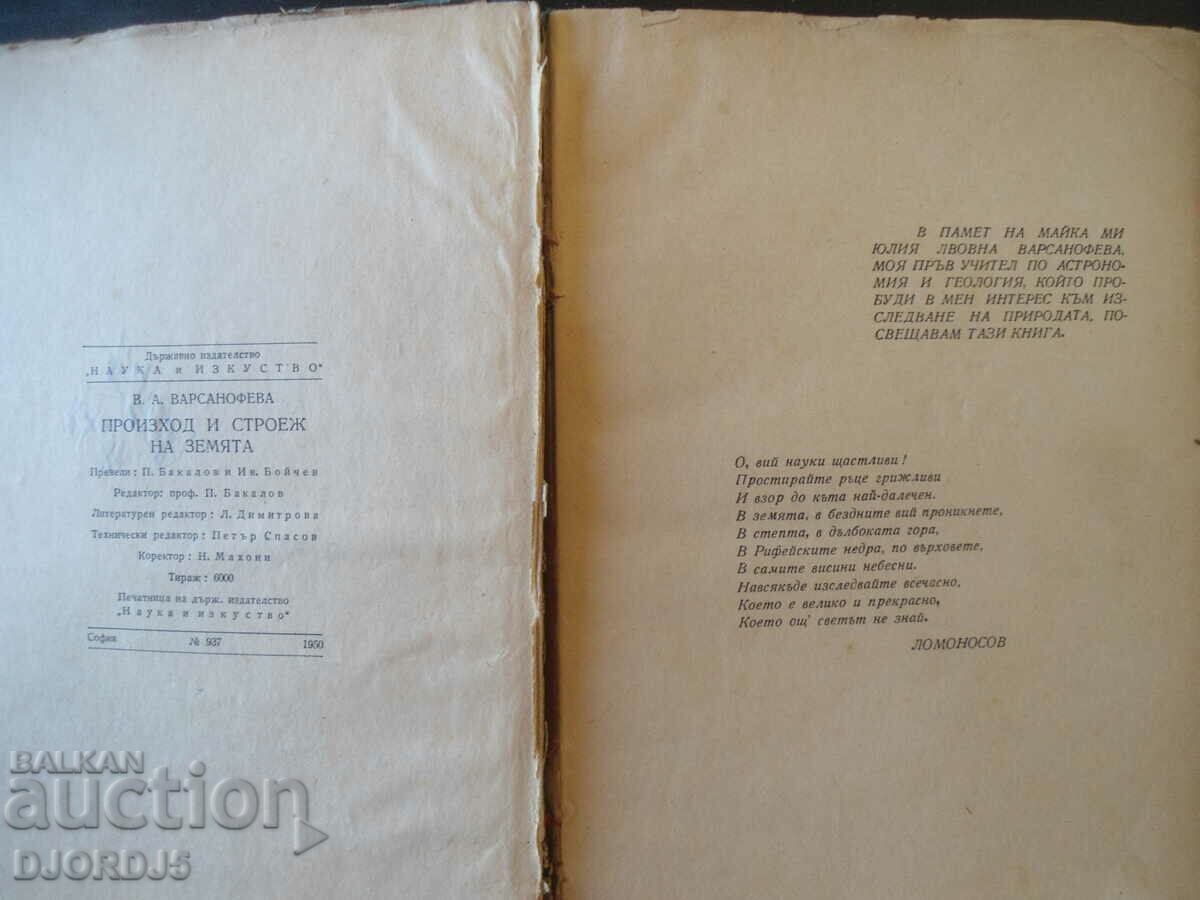 Държавно издателство
„НАУКА и ИЗКУСТВО"
В. А. ВАРСАНОФЕВА
ПРОИЗХОД И СТРОЕЖ
НА ЗЕМЯТА
Превели: П. Бакалов и Ив. Бойчев
Редактор: проф. П. Бакалов
Литературен редактор: Л. Димитрова
Технически редактор: Петър Спасов
Коректор: Н. Махони
Тираж: 6000
Печатница на държ. издателство
„Наука и изкуство"
София № 937 1950
В ПАМЕТ НА МАЙКА МИ
ЮЛИЯ ЛВОВНА ВАРСАНОФЕВА,
МОЯ ПРЪВ УЧИТЕЛ ПО АСТРОНО-
МИЯ И ГЕОЛОГИЯ, КОЙТО ПРО-
БУДИ В МЕН ИНТЕРЕС КЪМ ИЗ-
СЛЕДВАНЕ НА ПРИРОДАТА, ПО-
СВЕЩАВАМ ТАЗИ КНИГА.
О, вий науки щастливи!
Простирайте ръце грижливи
И взор до къта най-далечен.
В земята, в бездните вий проникнете,
В степта, в дълбоката гора,
В Рифейските недра, по върховете,
В самите висини небесни.
Навсякъде изследвайте всечасно,
Което е велико и прекрасно,
Което ощ' светът не знай.
ЛОМОНОСОВ
BALKAN
auction
DJORDJ5